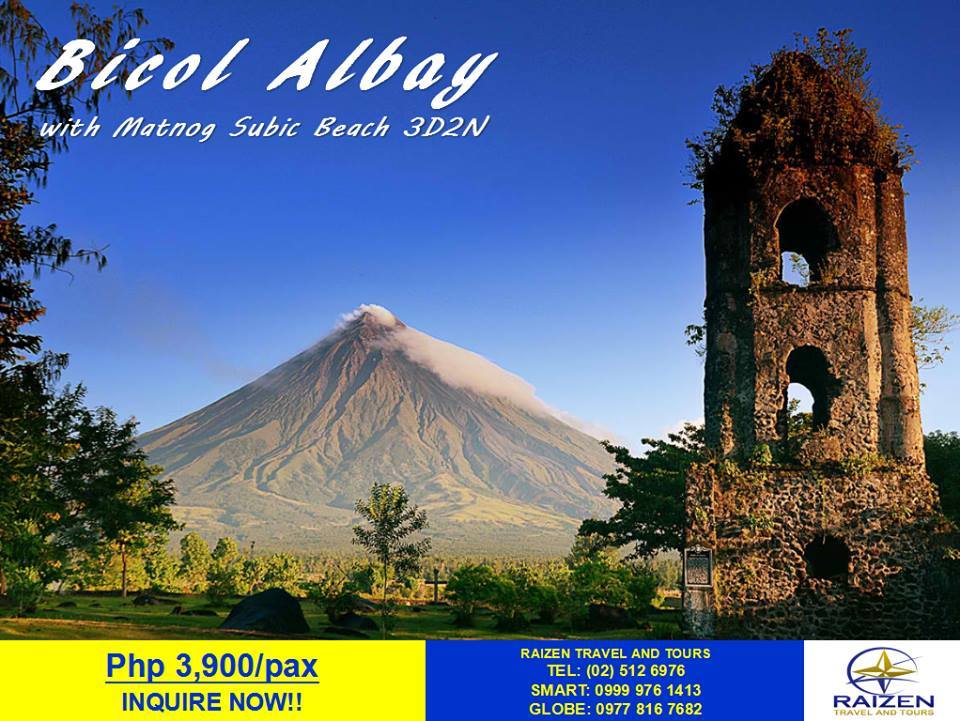 Bicol Albay
with Matnog Subic Beach 3D2N
Php 3,900/pax
INQUIRE NOW!!
RAIZEN TRAVEL AND TOURS
TEL: (02) 512 6976
SMART: 0999 976 1413
GLOBE: 0977 816 7682
RAIZEN
TRAVEL AND TOURS